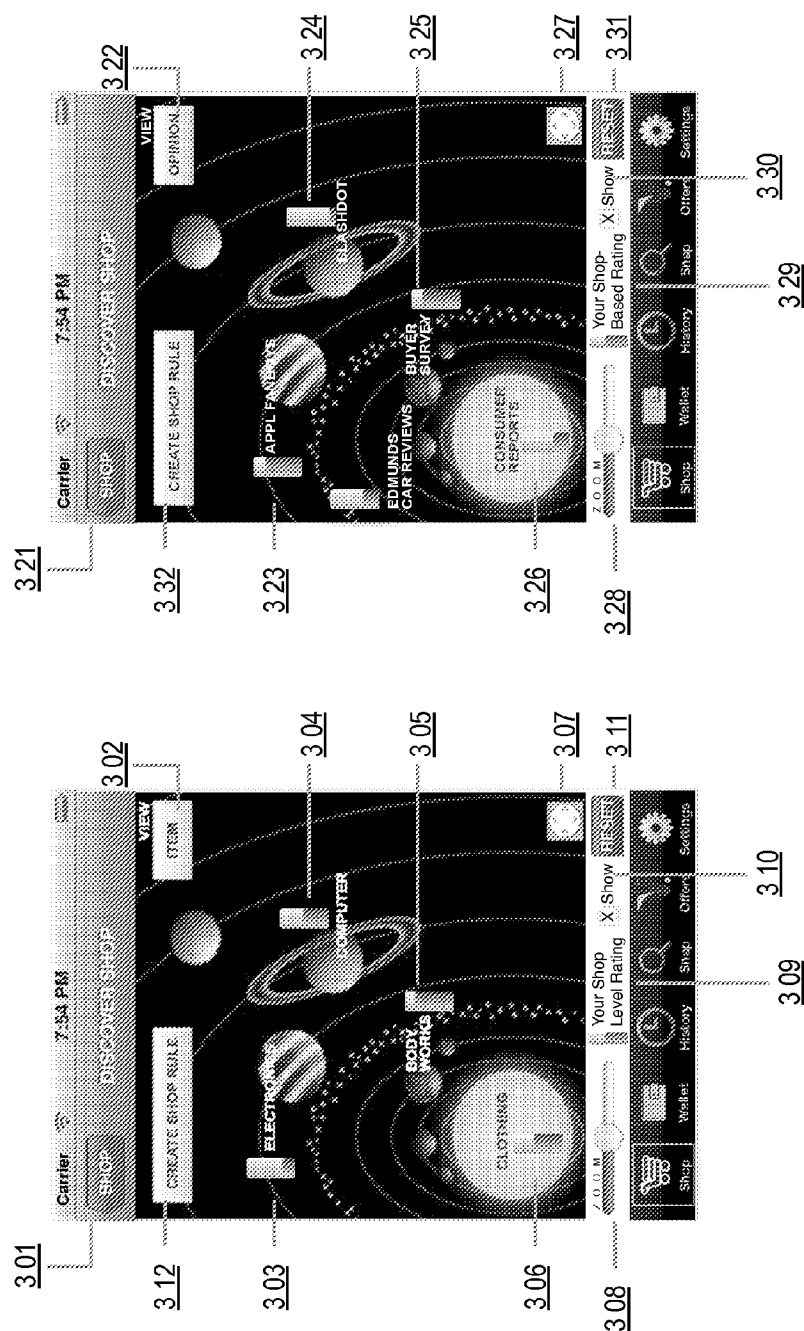 3 01
Carrier 7:54 PM
SHOP
DISCOVER SHOP
VIEW
3 12
CREATE SHOP RULE
ITEM
3 02
3 03
ELECTRONICS
COMPUTER
3 04
BODY
WORKS
3 05
3 06
CLOTHING
3 07
3 08
ZOOM
Your Shop
Level Rating
X:Show
RESET
3 10
3 11
Shop
Wallet
History
Snap
Offers
Settings
3 09
3 21
Carrier 7:54 PM
SHOP
DISCOVER SHOP
VIEW
3 32
CREATE SHOP RULE
OPINION
3 22
3 23
APPL
SLASHDOT
3 24
EDMUNDS
CAR REVIEWS
BUYER
SURVEY
3 25
3 26
CONSUMER
REPORTS
3 27
3 28
ZOOM
Your Shop-
Based Rating
X:Show
RESET
3 30
3 31
Shop
Wallet
History
Snap
Offers
Settings
3 29